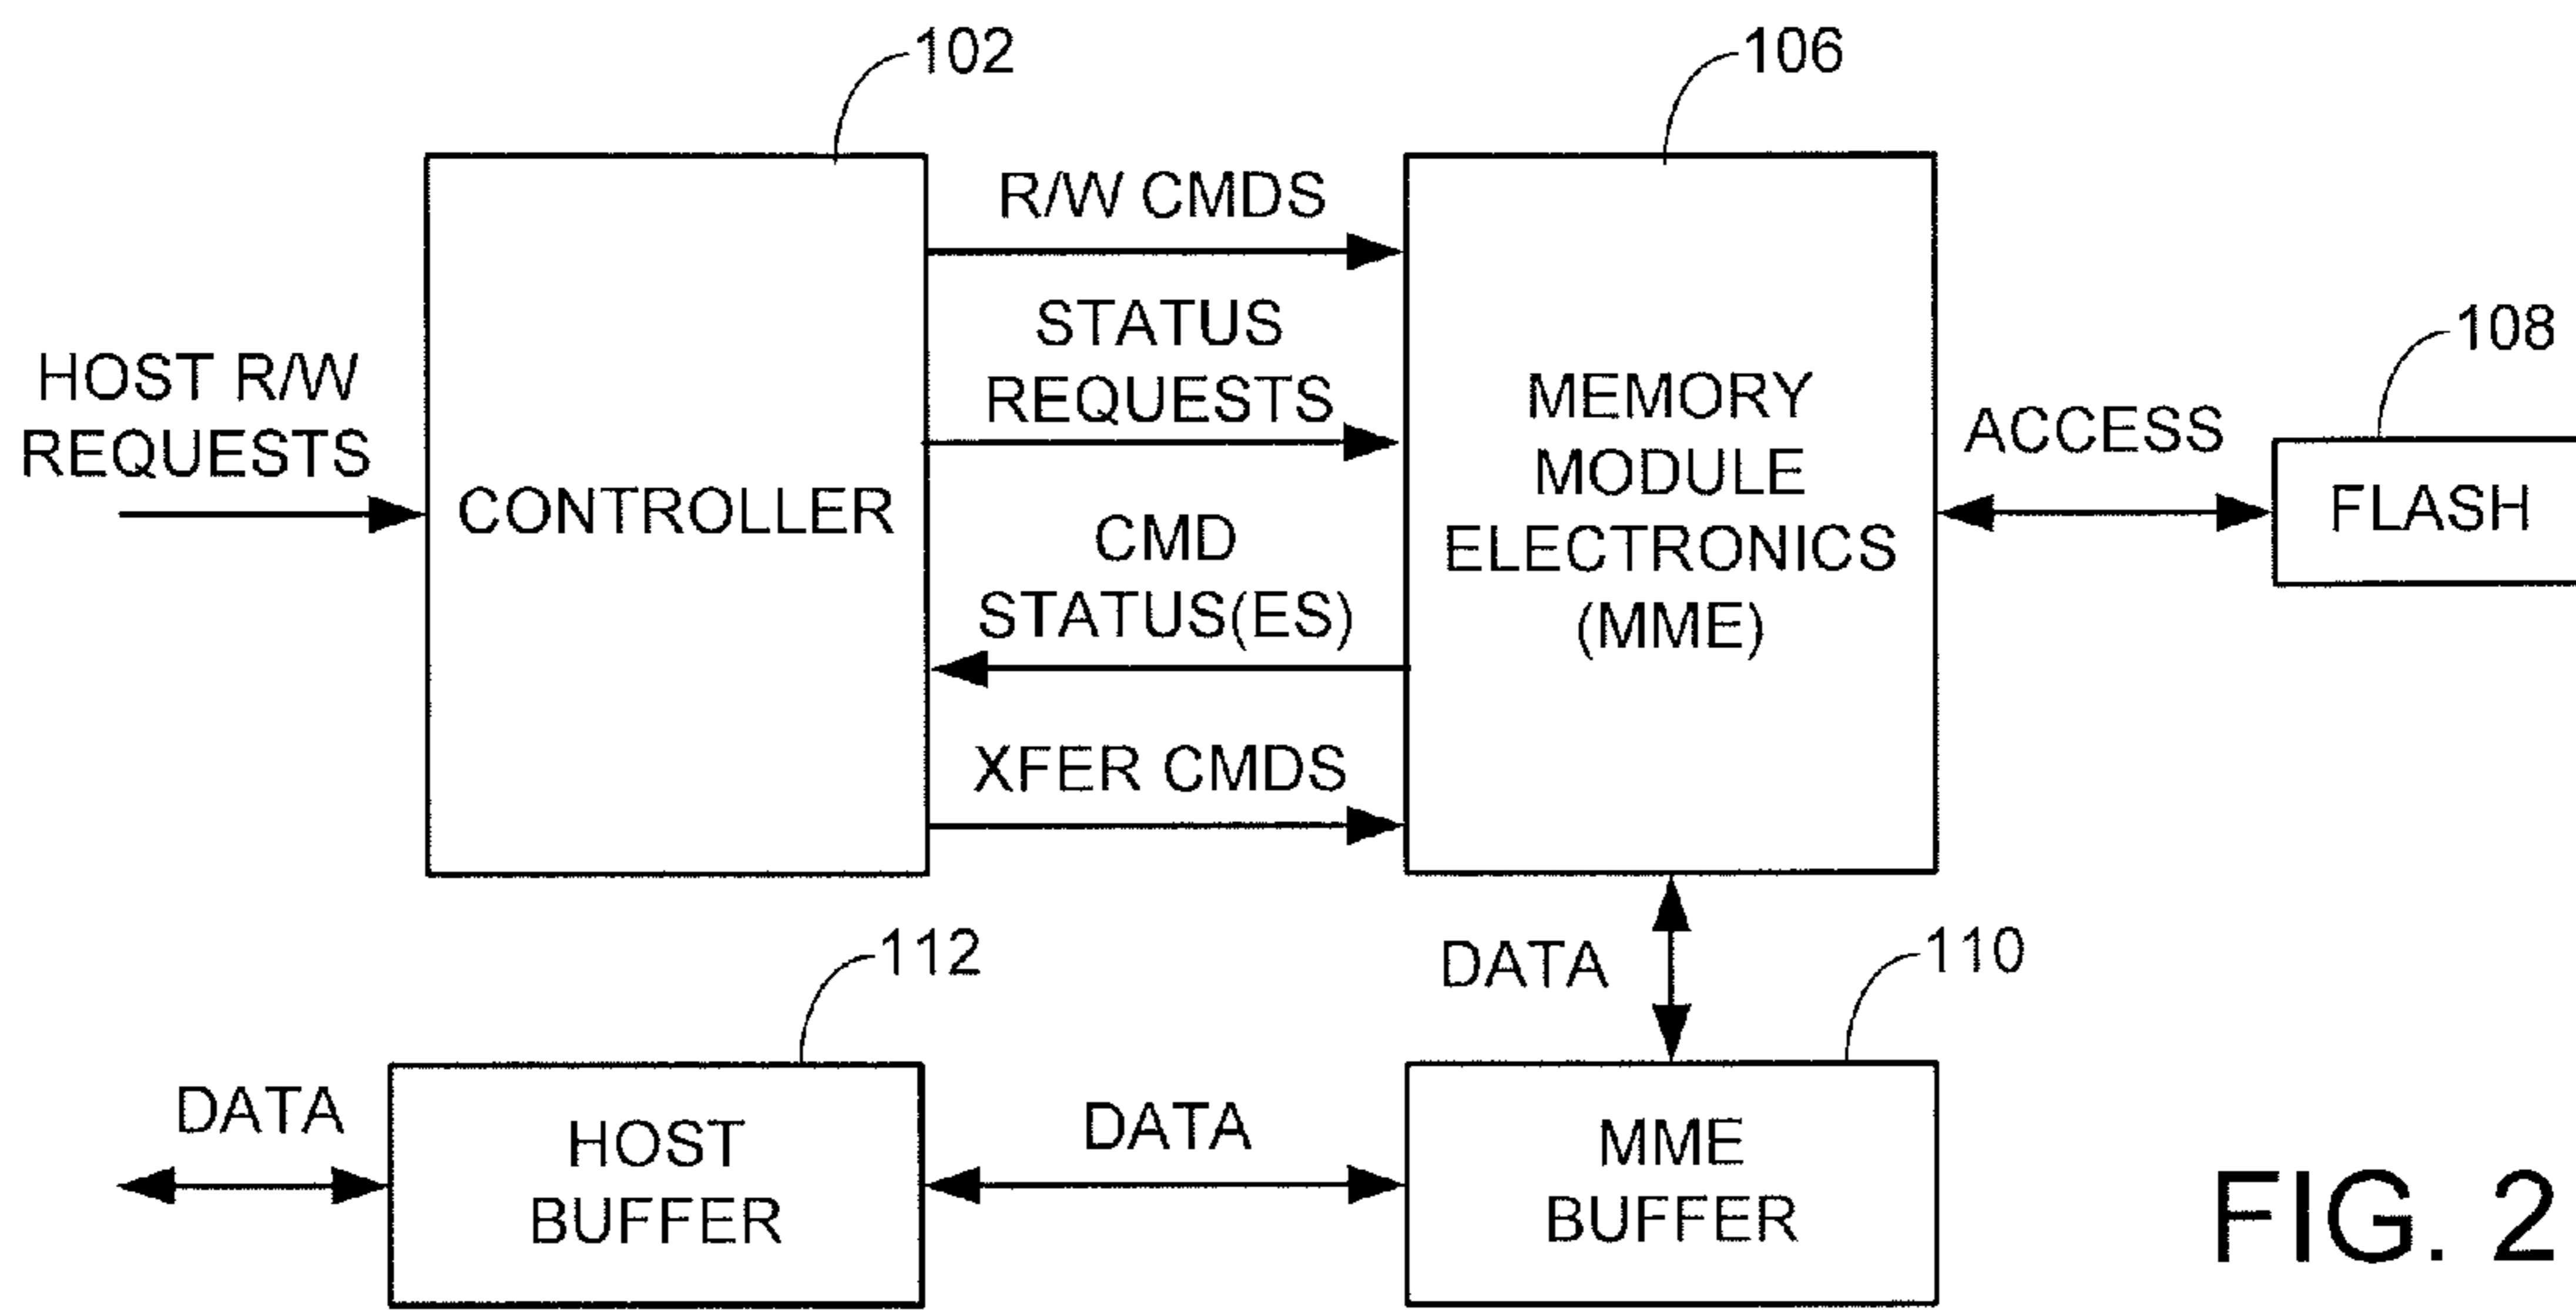 102
106
R/W CMDS
STATUS
REQUESTS
HOST R/W
REQUESTS
CONTROLLER
CMD
STATUS(ES)
XFER CMDS
MEMORY
MODULE
ELECTRONICS
(MME)
ACCESS
108
FLASH
DATA
112
110
DATA
HOST
BUFFER
DATA
MME
BUFFER
FIG. 2